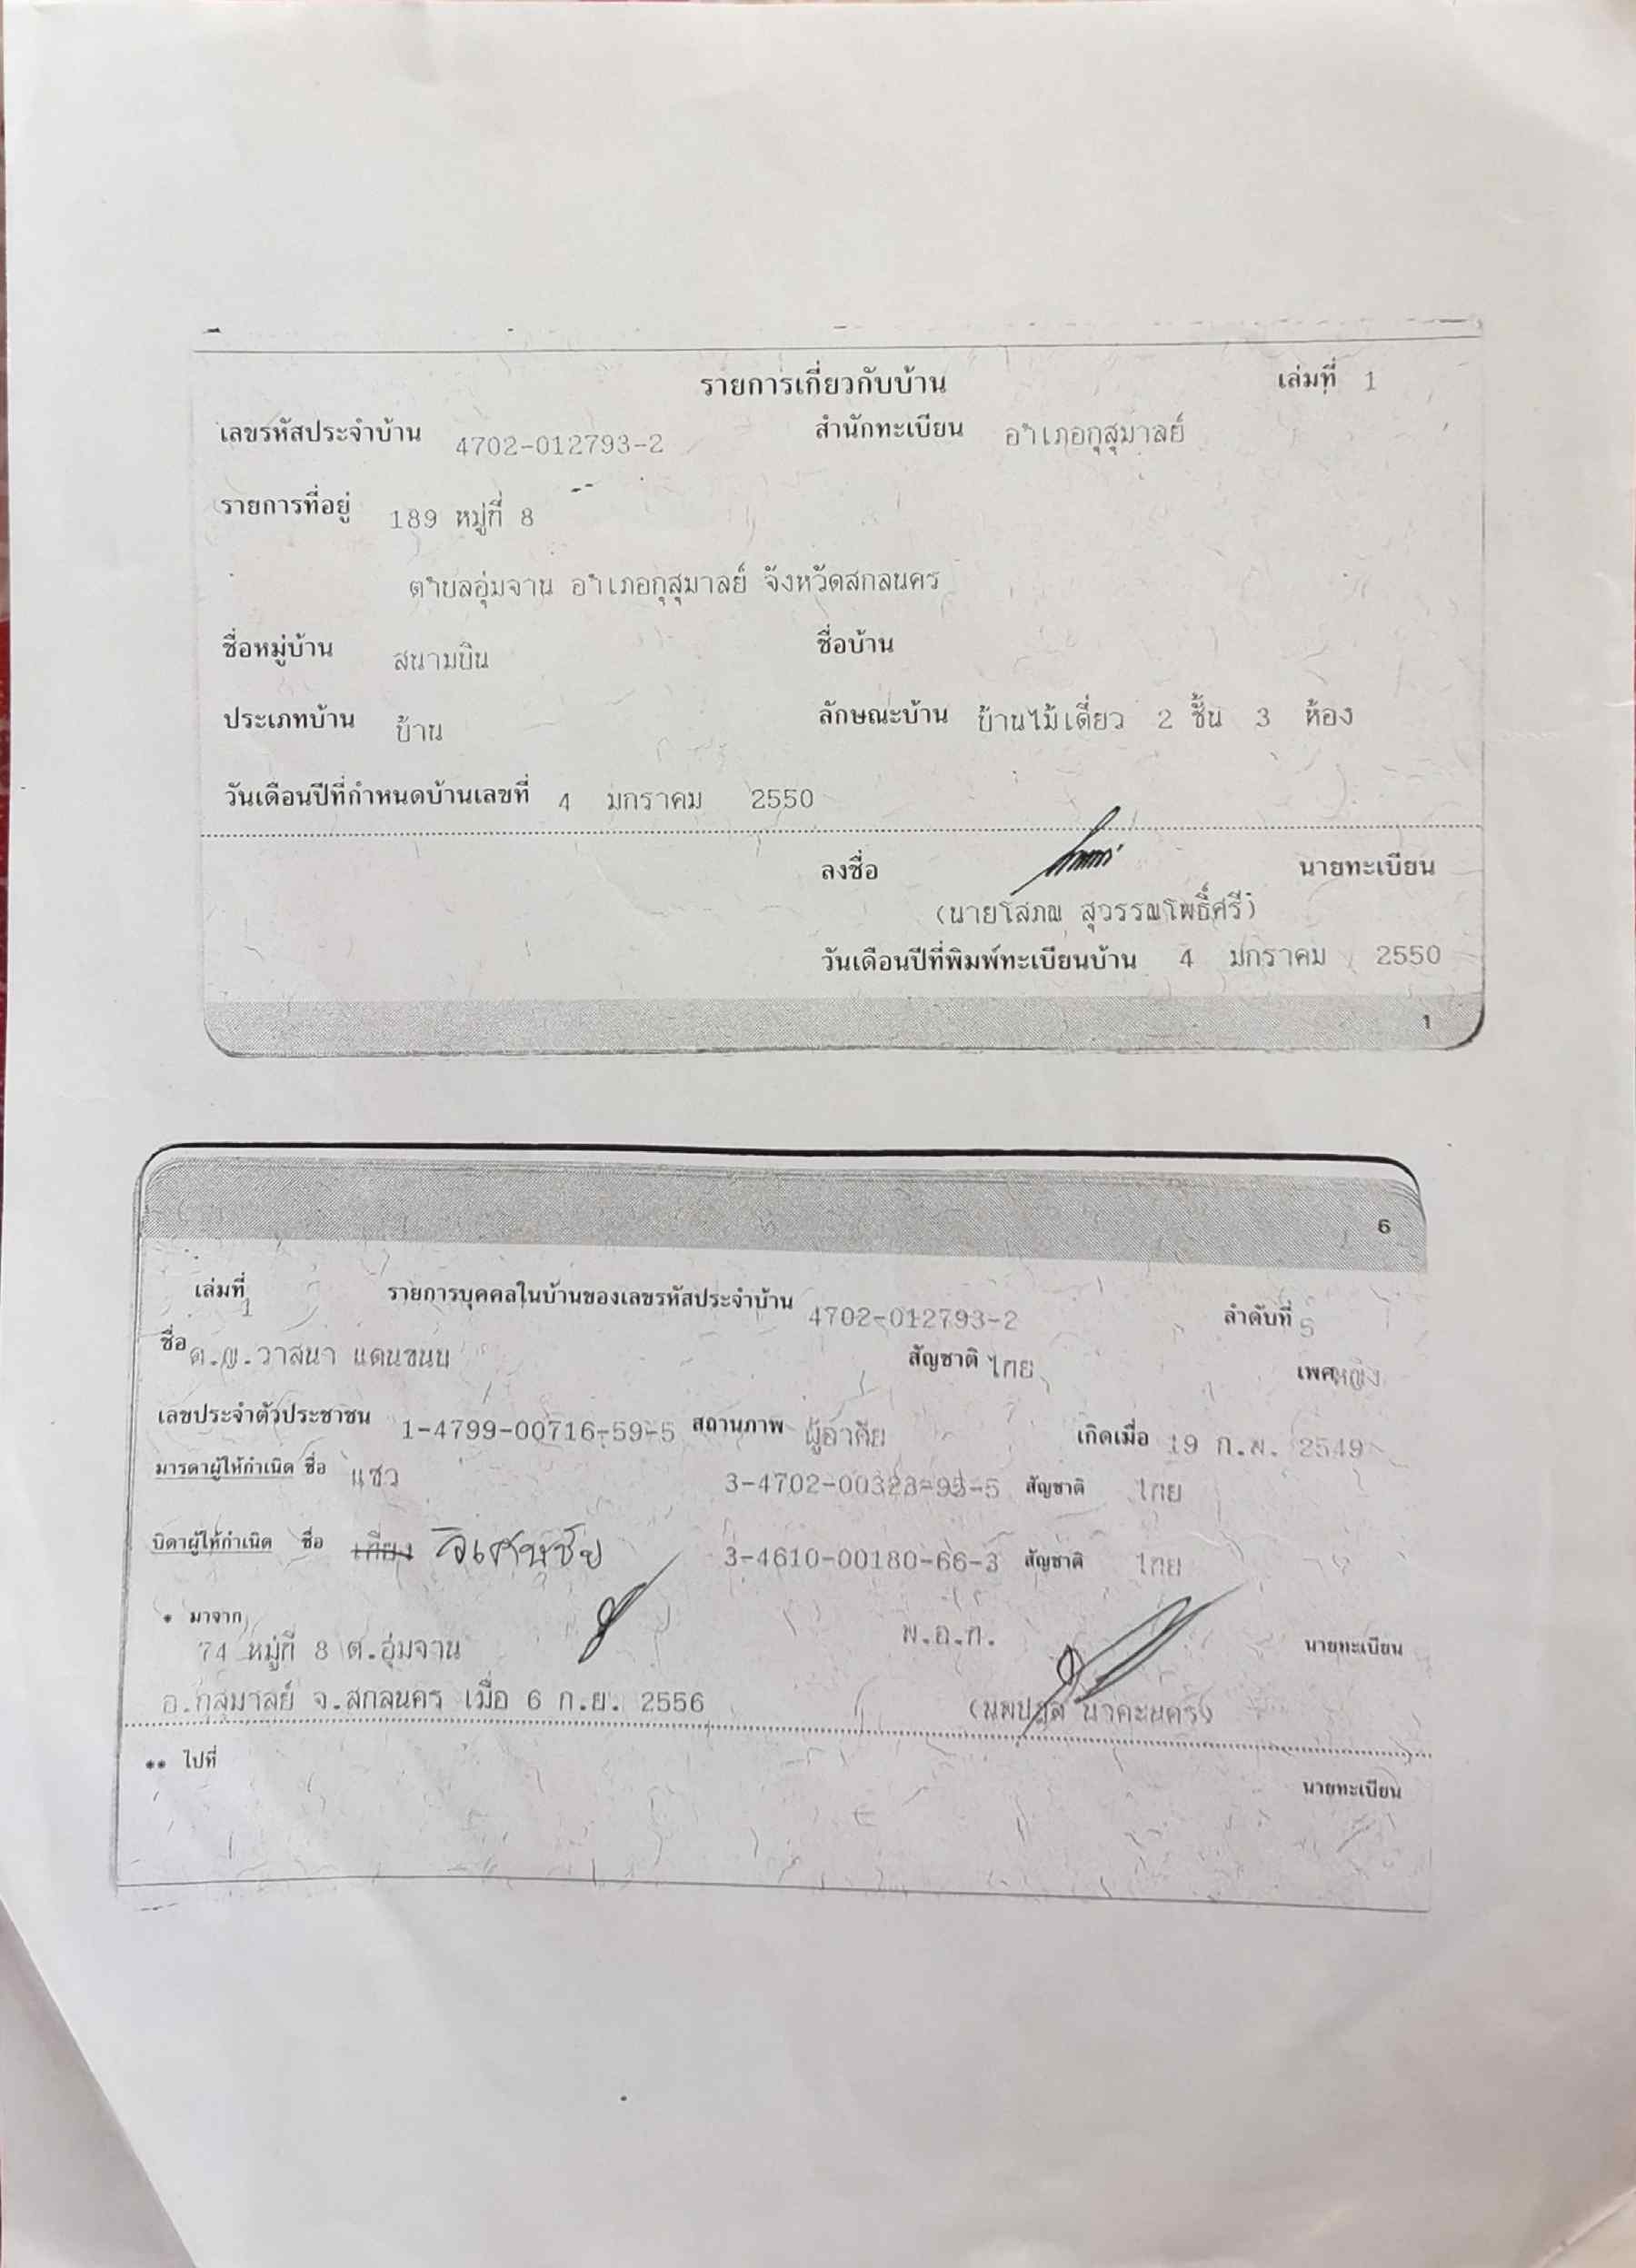 รายการเกี่ยวกับบ้าน เล่มที่ 1
เลขรหัสประจำบ้าน 4702-012793-2 สำนักทะเบียน อำเภอกุสุมาลย์
รายการที่อยู่ 189 หมู่ที่ 8
ตำบลอุ่มจาน อำเภอกุสุมาลย์ จังหวัดสกลนคร
ชื่อหมู่บ้าน สนามบิน ชื่อบ้าน
ประเภทบ้าน บ้าน ลักษณะบ้าน บ้านไม้เดี่ยว 2 ชั้น 3 ห้อง
วันเดือนปีที่กำหนดบ้านเลขที่ 4 มกราคม 2550
ลงชื่อ นายทะเบียน
(นายโสภณ สุวรรณโพธิ์ศรี)
วันเดือนปีที่พิมพ์ทะเบียนบ้าน 4 มกราคม 2550
1
6
เล่มที่ 1 รายการบุคคลในบ้านของเลขรหัสประจำบ้าน 4702-012793-2 ลำดับที่ 5
ชื่อ ด.ญ.วาสนา แดนขนบ สัญชาติ ไทย เพศ หญิง
เลขประจำตัวประชาชน 1-4799-00716-59-5 สถานภาพ ผู้อาศัย เกิดเมื่อ 19 ก.พ. 2549
มารดาผู้ให้กำเนิด ชื่อ แซว 3-4702-00323-93-5 สัญชาติ ไทย
บิดาผู้ให้กำเนิด ชื่อ 3-4610-00180-66-3 สัญชาติ ไทย
* มาจาก
74 หมู่ที่ 8 ต.อุ่มจาน พ.อ.ท. นายทะเบียน
อ.กุสุมาลย์ จ.สกลนคร เมื่อ 6 ก.ย. 2556
** ไปที่
นายทะเบียน